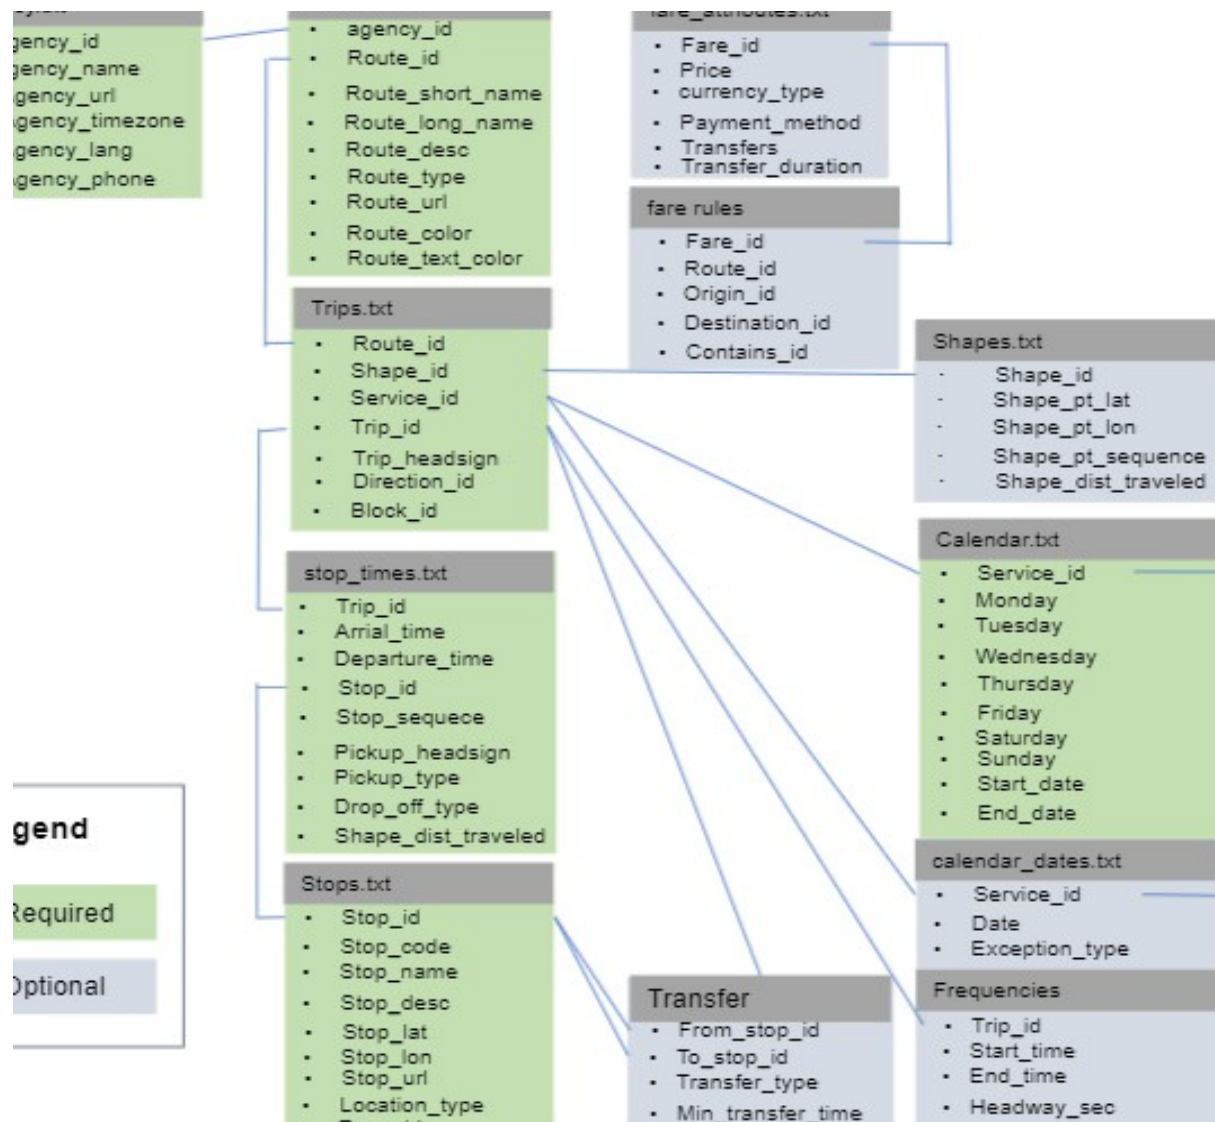 agency_id
Route_id
Route_short_name
Route_long_name
Route_desc
Route_type
Route_url
Route_color
Route_text_color
gency_id
gency_name
gency_url
gency_timezone
gency_lang
gency_phone
fare_attributes.txt
Fare_id
Price
currency_type
Payment_method
Transfers
Transfer_duration
fare rules
Fare_id
Route_id
Origin_id
Destination_id
Contains_id
Trips.txt
Route_id
Shape_id
Service_id
Trip_id
Trip_headsign
Direction_id
Block_id
Shapes.txt
Shape_id
Shape_pt_lat
Shape_pt_lon
Shape_pt_sequence
Shape_dist_traveled
stop_times.txt
Trip_id
Arrial_time
Departure_time
Stop_id
Stop_sequece
Pickup_headsign
Pickup_type
Drop_off_type
Shape_dist_traveled
Calendar.txt
Service_id
Monday
Tuesday
Wednesday
Thursday
Friday
Saturday
Sunday
Start_date
End_date
gend
Required
Optional
Stops.txt
Stop_id
Stop_code
Stop_name
Stop_desc
Stop_lat
Stop_lon
Stop_url
Location_type
calendar_dates.txt
Service_id
Date
Exception_type
Transfer
From_stop_id
To_stop_id
Transfer_type
Min_transfer_time
Frequencies
Trip_id
Start_time
End_time
Headway_sec